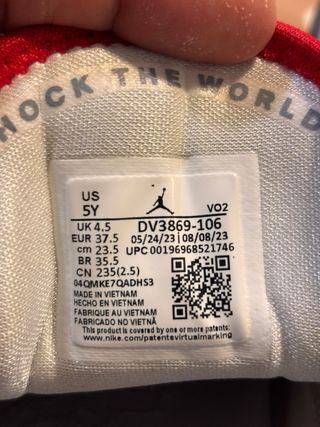 HOCK THE WORLD
US
5Y
VO2
UK 4.5
DV3869-106
EUR 37.5
05/24/23 | 08/08/23
cm 23.5
UPC 00196968521746
BR 35.5
CN 235(2.5)
04QMKE7QADHS3
MADE IN VIETNAM
HECHO EN VIETNAM
FABRIQUE AU VIETNAM
FABRICADO NO VIETNÃ
This product is covered by one or more patents:
www.nike.com/patentsvirtualmarking